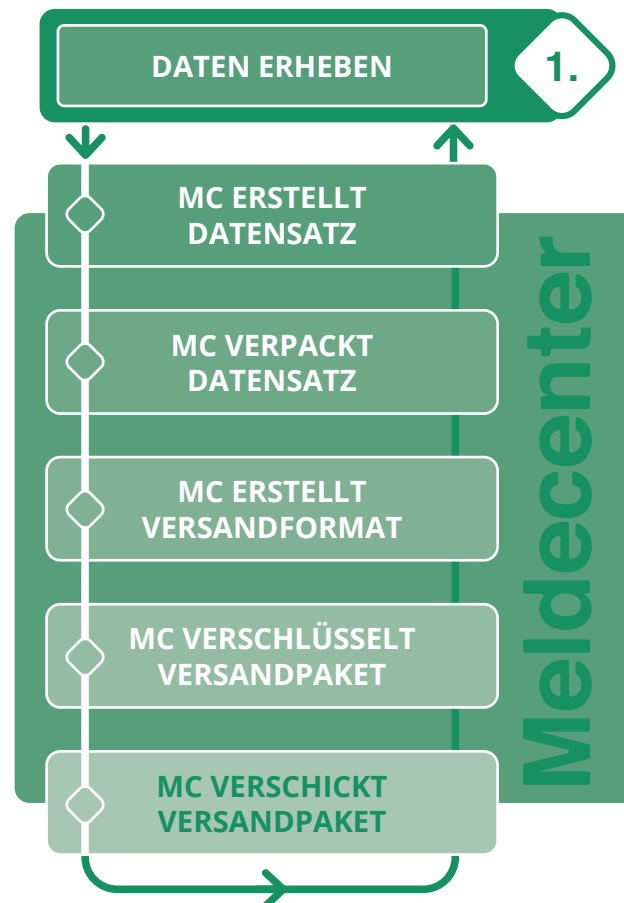 DATEN ERHEBEN
1.
MC ERSTELLT
DATENSATZ
MC VERPACKT
DATENSATZ
MC ERSTELLT
VERSANDFORMAT
MC VERSCHLÜSSELT
VERSANDPAKET
MC VERSCHICKT
VERSANDPAKET
Meldecenter